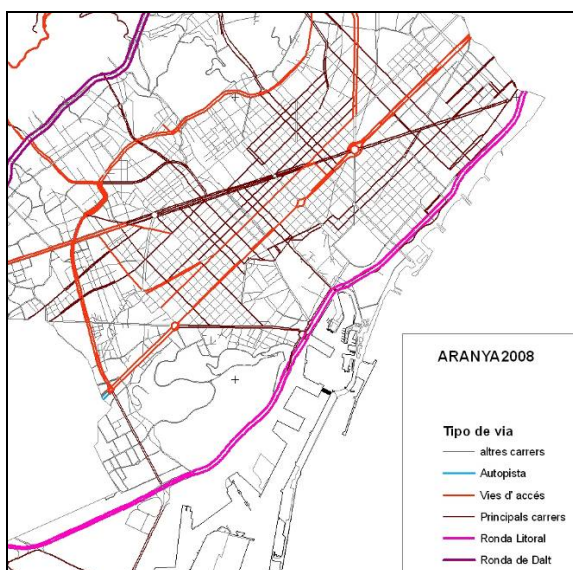 ARANYA2008
Tipo de via
altres carrers
Autopista
Vies d' accés
Principals carrers
Ronda Litoral
Ronda de Dalt